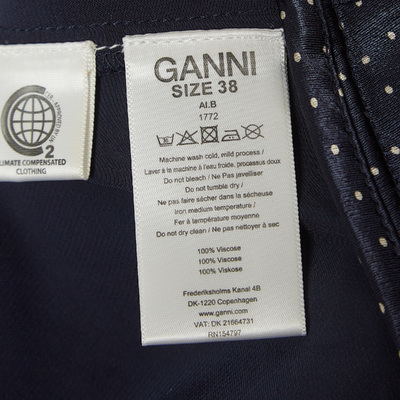 GANNI
SIZE 38
AI.B
1772
Machine wash cold, mild process /
Laver à la machine à l'eau froide, processus doux
Do not bleach / Ne pas javelliser
Do not tumble dry /
Ne pas faire sécher dans la sécheuse
Iron medium temperature /
Fer à température moyenne
Do not dry clean / Ne pas nettoyer à sec
100% Viscose
100% Viscose
100% Viskose
Frederiksholms Kanal 4B
DK-1220 Copenhagen
www.ganni.com
VAT: DK 21664731
RN154797
2
LIMATE COMPENSATED
CLOTHING